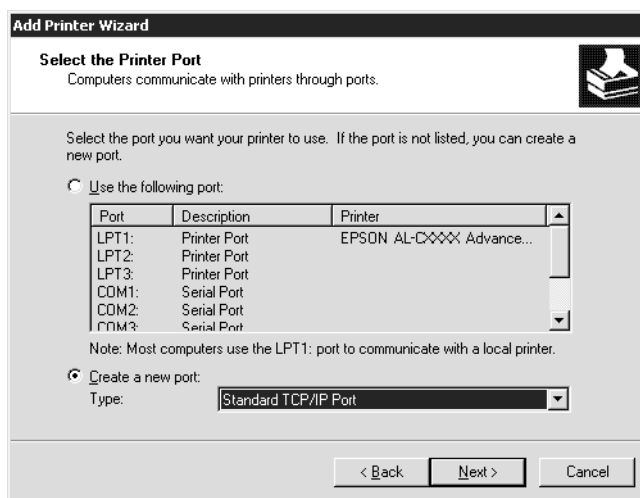 Add Printer Wizard
Select the Printer Port
Computers communicate with printers through ports.
Select the port you want your printer to use. If the port is not listed, you can create a
new port.
Use the following port:
Port Description Printer
LPT1: Printer Port EPSON AL-CXXXX Advance...
LPT2: Printer Port
LPT3: Printer Port
COM1: Serial Port
COM2: Serial Port
COM3: Serial Port
Note: Most computers use the LPT1: port to communicate with a local printer.
Create a new port:
Type: Standard TCP/IP Port
< Back Next > Cancel